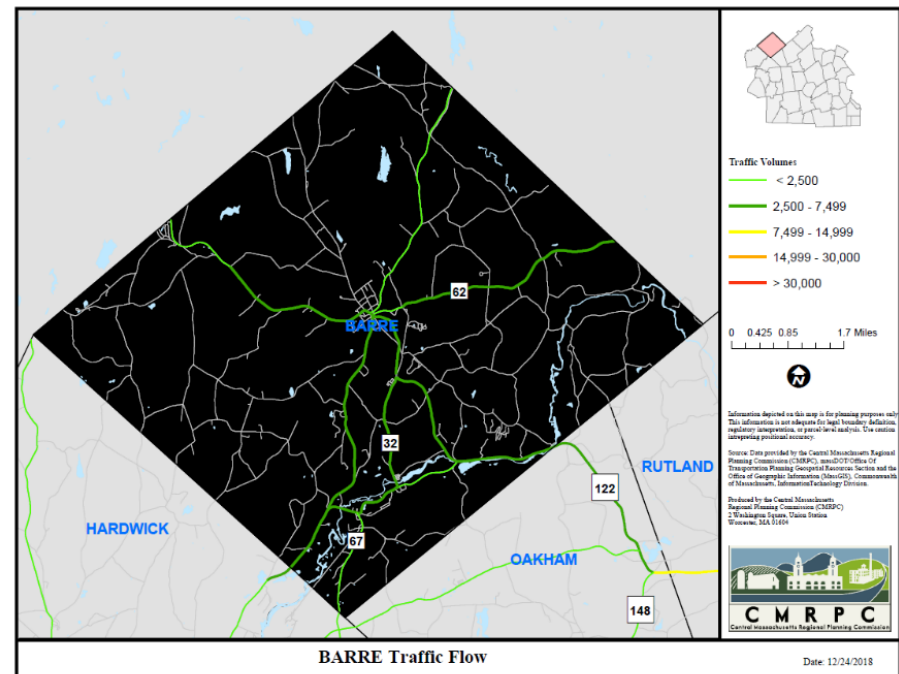 62
BARRE
32
RUTLAND
122
HARDWICK
67
OAKHAM
148
Traffic Volumes
< 2,500
2,500 - 7,499
7,499 - 14,999
14,999 - 30,000
> 30,000
0 0.425 0.85 1.7 Miles
N
Information depicted on this map is for planning purposes only.
This information is not adequate for legal boundary definition,
regulatory interpretation, or parcel-level analysis. Use caution
intrepreting positional accuracy.
Source: Data provided by the Central Massachusetts Regional
Planning Commission (CMRPC), massDOT/Office Of
Transportation Planning Geospatial Resources Section and the
Office of Geographic Information (MassGIS), Commonwealth
of Massachusetts, InformationTechnology Division.
Produced by the Central Massachusetts
Regional Planning Commission (CMRPC)
2 Washington Square, Union Station
Worcester, MA 01604
CMRPC
Central Massachusetts Regional Planning Commission
BARRE Traffic Flow
Date: 12/24/2018